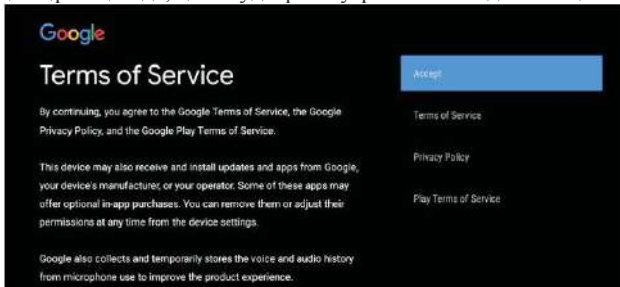 Google
Terms of Service
By continuing, you agree to the Google Terms of Service, the Google
Privacy Policy, and the Google Play Terms of Service.
This device may also receive and install updates and apps from Google,
your device's manufacturer, or your operator. Some of these apps may
offer optional in-app purchases. You can remove them or adjust their
permissions at any time from the device settings.
Google also collects and temporarily stores the voice and audio history
from microphone use to improve the product experience.
Accept
Terms of Service
Privacy Policy
Play Terms of Service